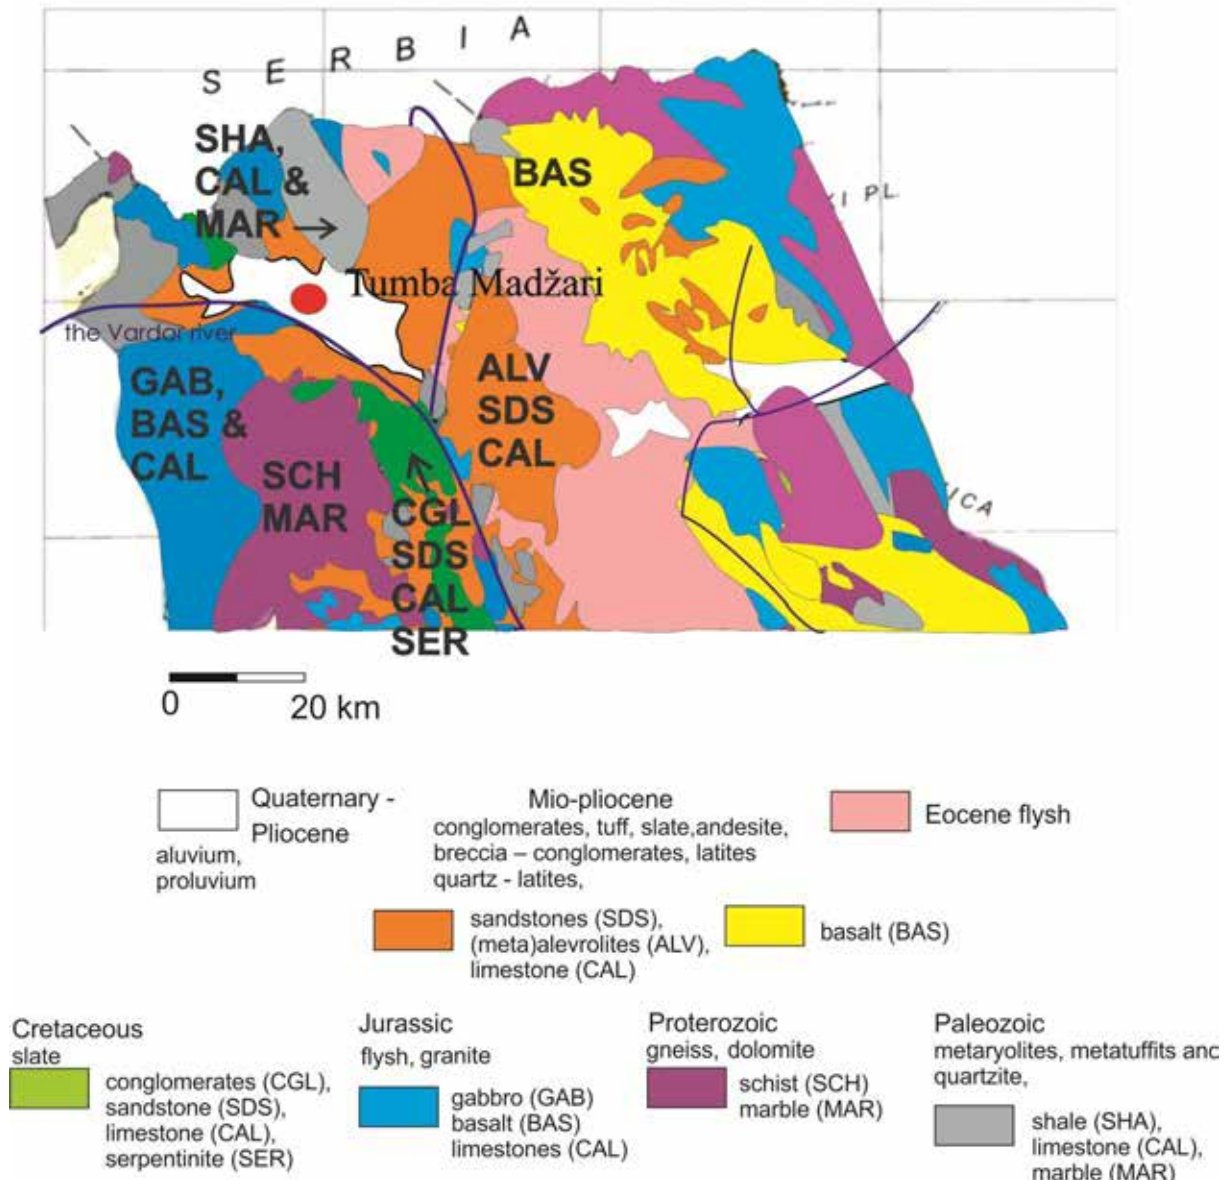 S E R B I A
SHA,
CAL &
MAR
BAS
KI PL
Tumba Madžari
the Vardor river
GAB,
BAS &
CAL
ALV
SDS
CAL
SCH
MAR
CGL
SDS
CAL
SER
ICA
0 20 km
Quaternary -
Pliocene
aluvium,
proluvium
Mio-pliocene
conglomerates, tuff, slate,andesite,
breccia – conglomerates, latites
quartz - latites,
Eocene flysh
sandstones (SDS),
(meta)alevrolites (ALV),
limestone (CAL)
basalt (BAS)
Cretaceous
slate
conglomerates (CGL),
sandstone (SDS),
limestone (CAL),
serpentinite (SER)
Jurassic
flysh, granite
gabbro (GAB)
basalt (BAS)
limestones (CAL)
Proterozoic
gneiss, dolomite
schist (SCH)
marble (MAR)
Paleozoic
metaryolites, metatuffits and
quartzite,
shale (SHA),
limestone (CAL),
marble (MAR)